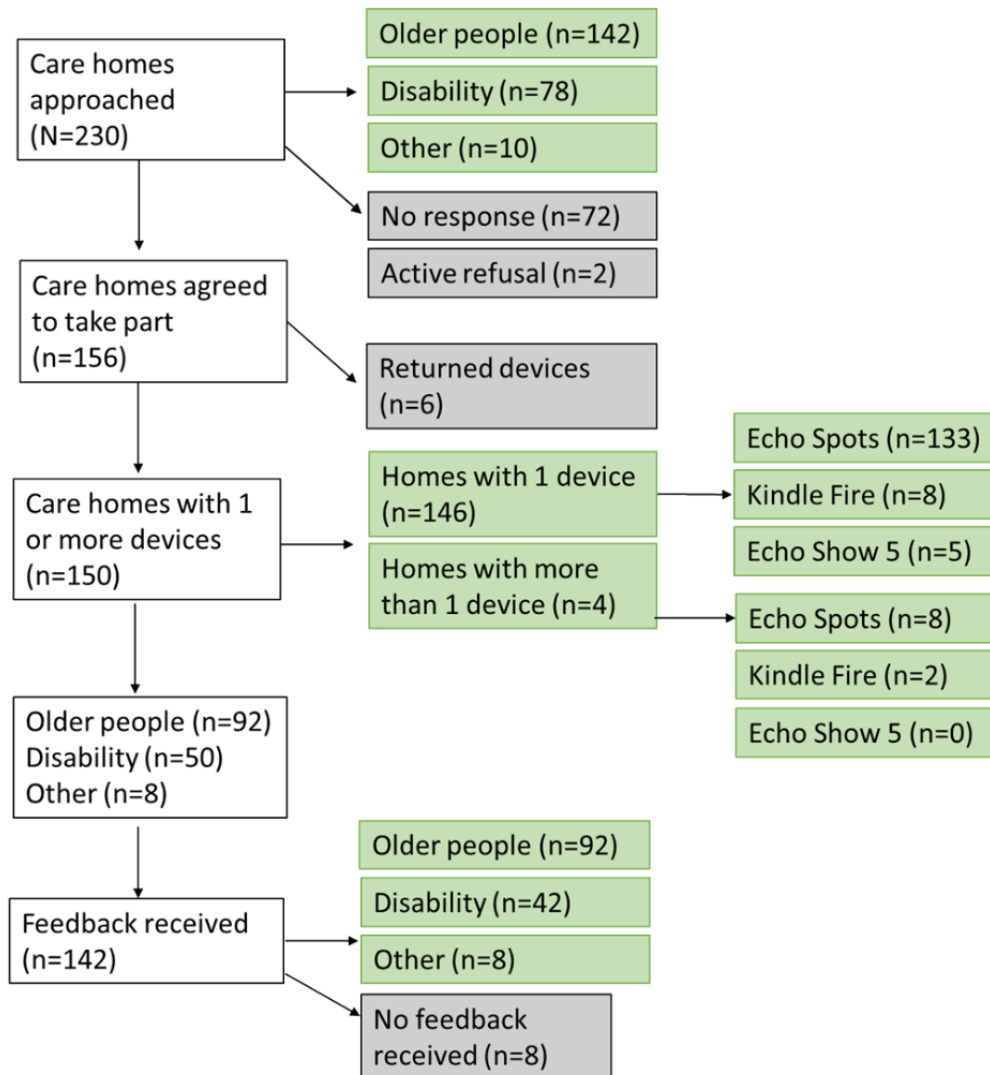 Care homes
approached
(N=230)
Older people (n=142)
Disability (n=78)
Other (n=10)
No response (n=72)
Active refusal (n=2)
Care homes agreed
to take part
(n=156)
Returned devices
(n=6)
Care homes with 1
or more devices
(n=150)
Homes with 1 device
(n=146)
Homes with more
than 1 device (n=4)
Echo Spots (n=133)
Kindle Fire (n=8)
Echo Show 5 (n=5)
Echo Spots (n=8)
Kindle Fire (n=2)
Echo Show 5 (n=0)
Older people (n=92)
Disability (n=50)
Other (n=8)
Feedback received
(n=142)
Older people (n=92)
Disability (n=42)
Other (n=8)
No feedback
received (n=8)